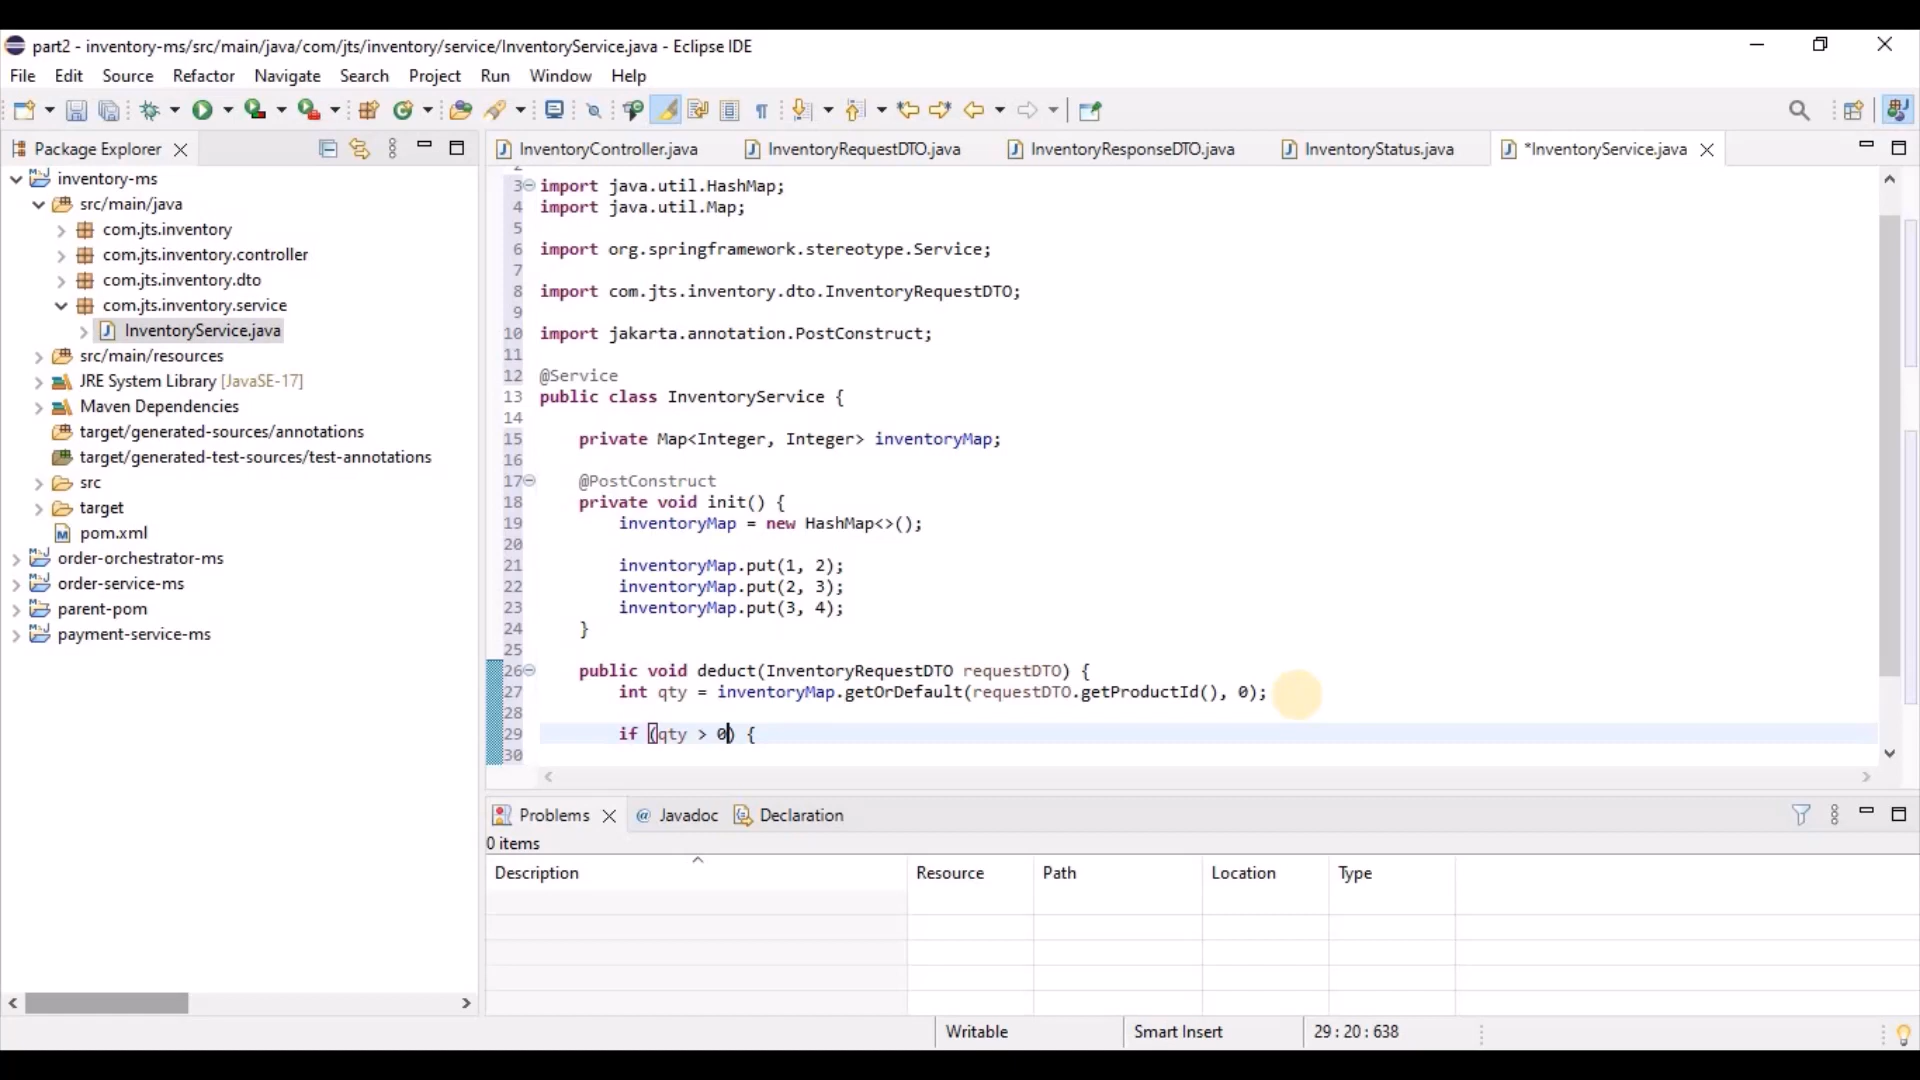 part2 - inventory-ms/src/main/java/com/jts/inventory/service/InventoryService.java - Eclipse IDE
File Edit Source Refactor Navigate Search Project Run Window Help
Package Explorer
inventory-ms
src/main/java
com.jts.inventory
com.jts.inventory.controller
com.jts.inventory.dto
com.jts.inventory.service
InventoryService.java
src/main/resources
JRE System Library [JavaSE-17]
Maven Dependencies
target/generated-sources/annotations
target/generated-test-sources/test-annotations
src
target
pom.xml
order-orchestrator-ms
order-service-ms
parent-pom
payment-service-ms
InventoryController.java InventoryRequestDTO.java InventoryResponseDTO.java InventoryStatus.java *InventoryService.java
3 import java.util.HashMap;
4 import java.util.Map;
5
6 import org.springframework.stereotype.Service;
7
8 import com.jts.inventory.dto.InventoryRequestDTO;
9
10 import jakarta.annotation.PostConstruct;
11
12 @Service
13 public class InventoryService {
14
15 private Map<Integer, Integer> inventoryMap;
16
17 @PostConstruct
18 private void init() {
19 inventoryMap = new HashMap<>();
20
21 inventoryMap.put(1, 2);
22 inventoryMap.put(2, 3);
23 inventoryMap.put(3, 4);
24 }
25
26 public void deduct(InventoryRequestDTO requestDTO) {
27 int qty = inventoryMap.getOrDefault(requestDTO.getProductId(), 0);
28
29 if (qty > 0) {
30
Problems @ Javadoc Declaration
0 items
Description Resource Path Location Type
Writable Smart Insert 29 : 20 : 638